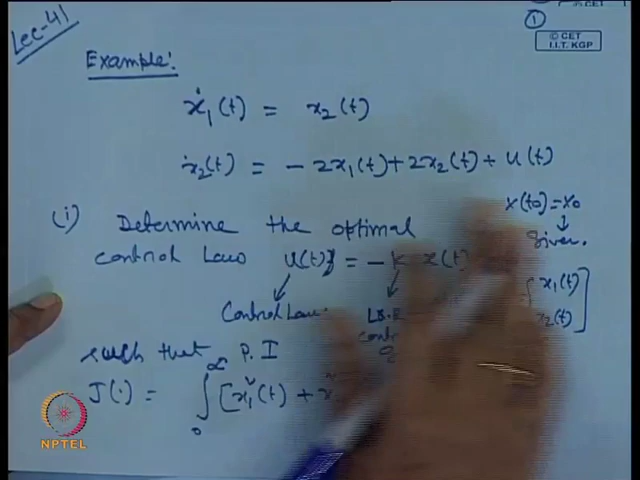 Lec-41
①
© CET
I.I.T. KGP
Example:
ẋ₁(t) = x₂(t)
ẋ₂(t) = -2x₁(t)+2x₂(t)+u(t)
x(t0)=x0
↓
Given.
(i) Determine the optimal
control law u(t) = -k x(t)
x₁(t)
x₂(t)
Control Law.
such that P.I
J(·) = ∫₀^∞ [x₁²(t) +
NPTEL